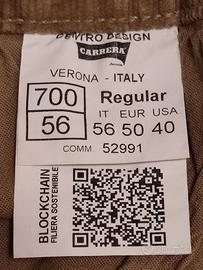 CENTRO DESIGN
CARRERA
VERONA - ITALY
700 Regular
IT EUR USA
56 56 50 40
COMM 52991
BLOCKCHAIN
FILIERA SOSTENIBILE